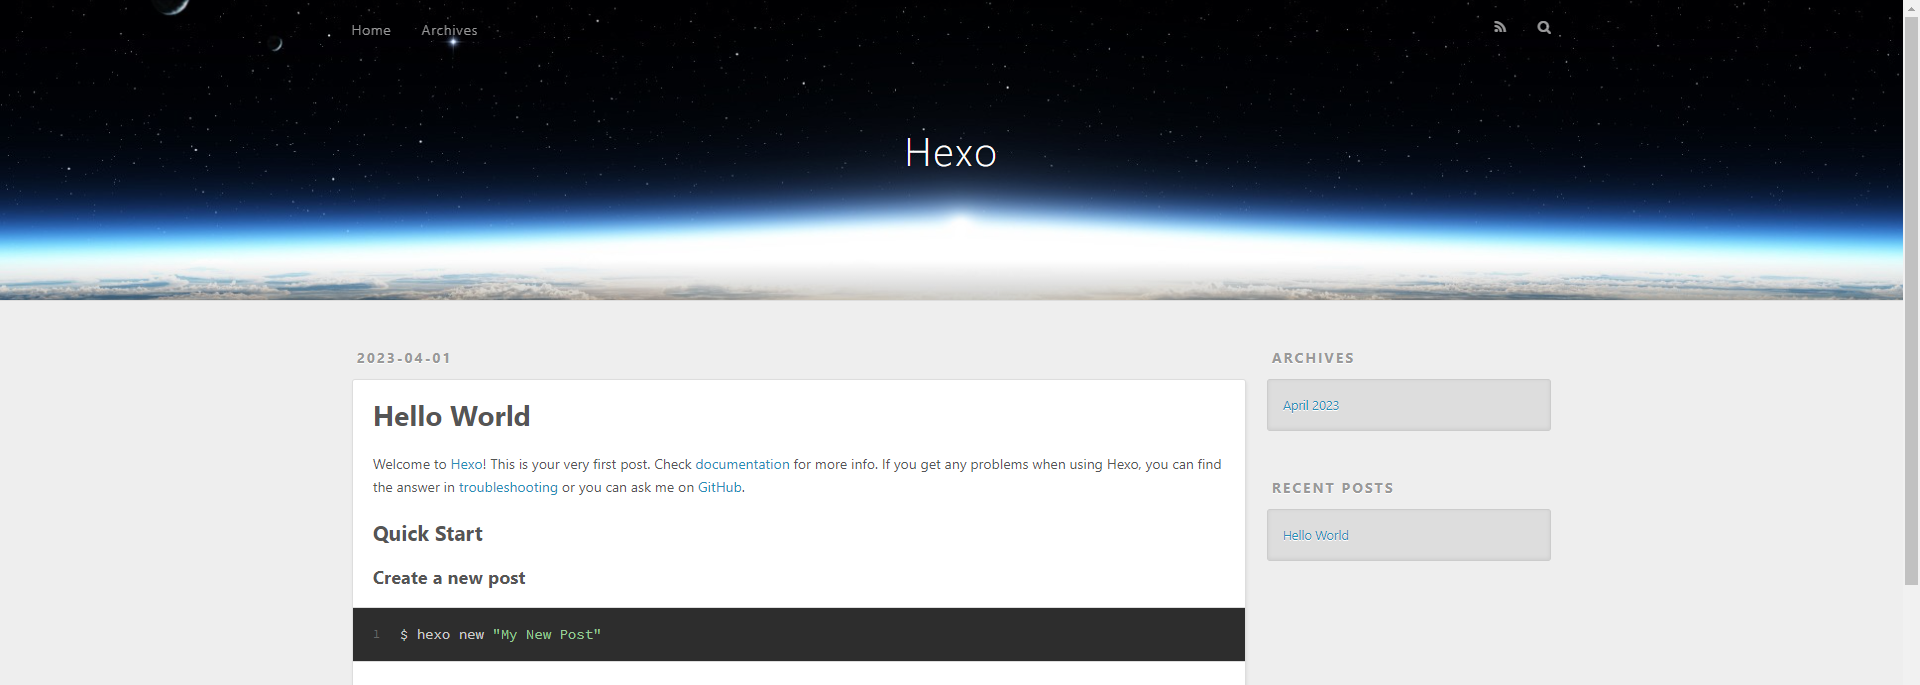 Home Archives
Hexo
2023-04-01
Hello World
Welcome to Hexo! This is your very first post. Check documentation for more info. If you get any problems when using Hexo, you can find
the answer in troubleshooting or you can ask me on GitHub.
Quick Start
Create a new post
1 $ hexo new "My New Post"
ARCHIVES
April 2023
RECENT POSTS
Hello World